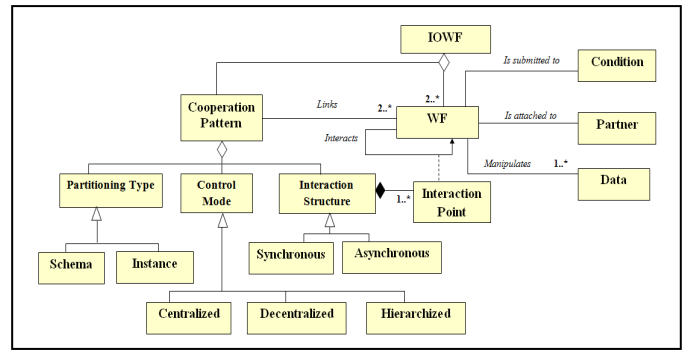 IOWF
Is submitted to
Condition
Cooperation
Pattern
Links
2..*
2..*
WF
Is attached to
Partner
Interacts
Manipulates
1..*
Data
Partitioning Type
Control
Mode
Interaction
Structure
1..*
Interaction
Point
Schema
Instance
Synchronous
Asynchronous
Centralized
Decentralized
Hierarchized